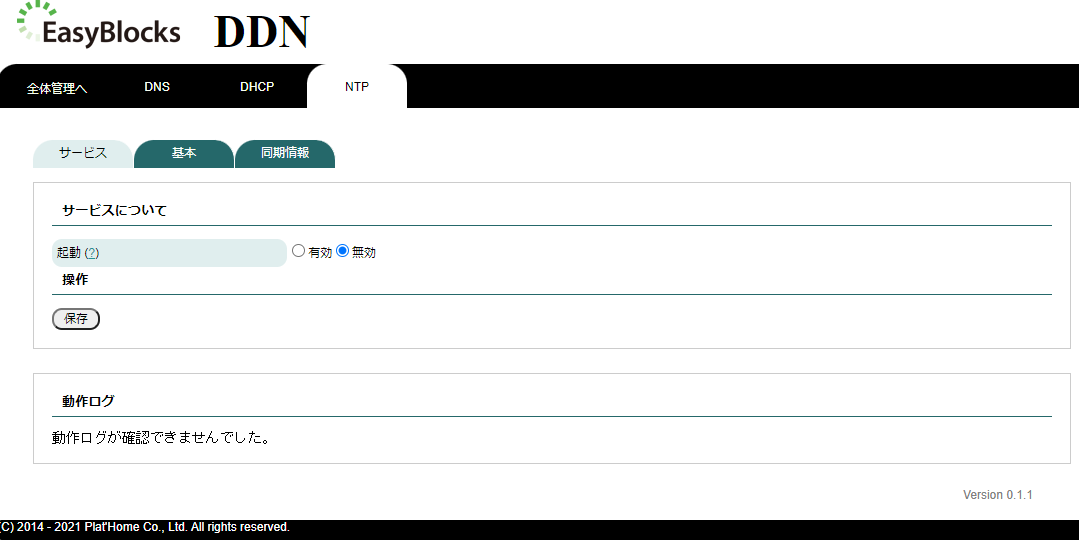 EasyBlocks DDN
全体管理へ DNS DHCP NTP
サービス 基本 同期情報
サービスについて
起動 (?) 有効 無効
操作
保存
動作ログ
動作ログが確認できませんでした。
Version 0.1.1
C) 2014 - 2021 Plat'Home Co., Ltd. All rights reserved.